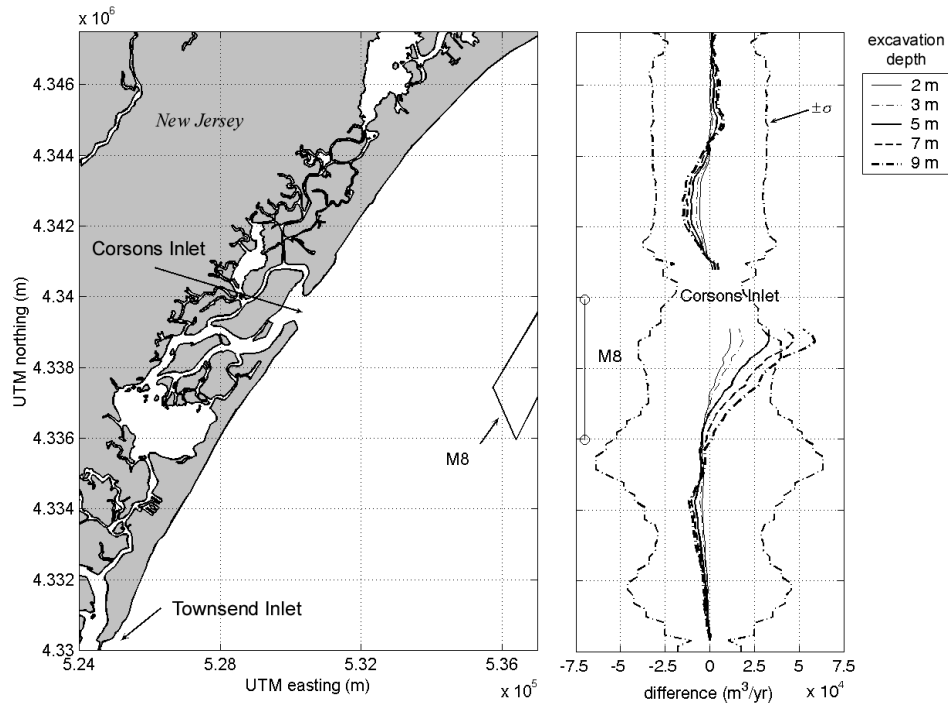 x 10⁶
4.346
4.344
4.342
4.34
4.338
4.336
4.334
4.332
4.33
UTM northing (m)
New Jersey
Corsons Inlet
M8
Townsend Inlet
5.24
5.28
5.32
5.36
UTM easting (m)
x 10⁵
±σ
Corsons Inlet
M8
-7.5
-5
-2.5
0
2.5
5
7.5
difference (m³/yr)
x 10⁴
excavation
depth
2 m
3 m
5 m
7 m
9 m